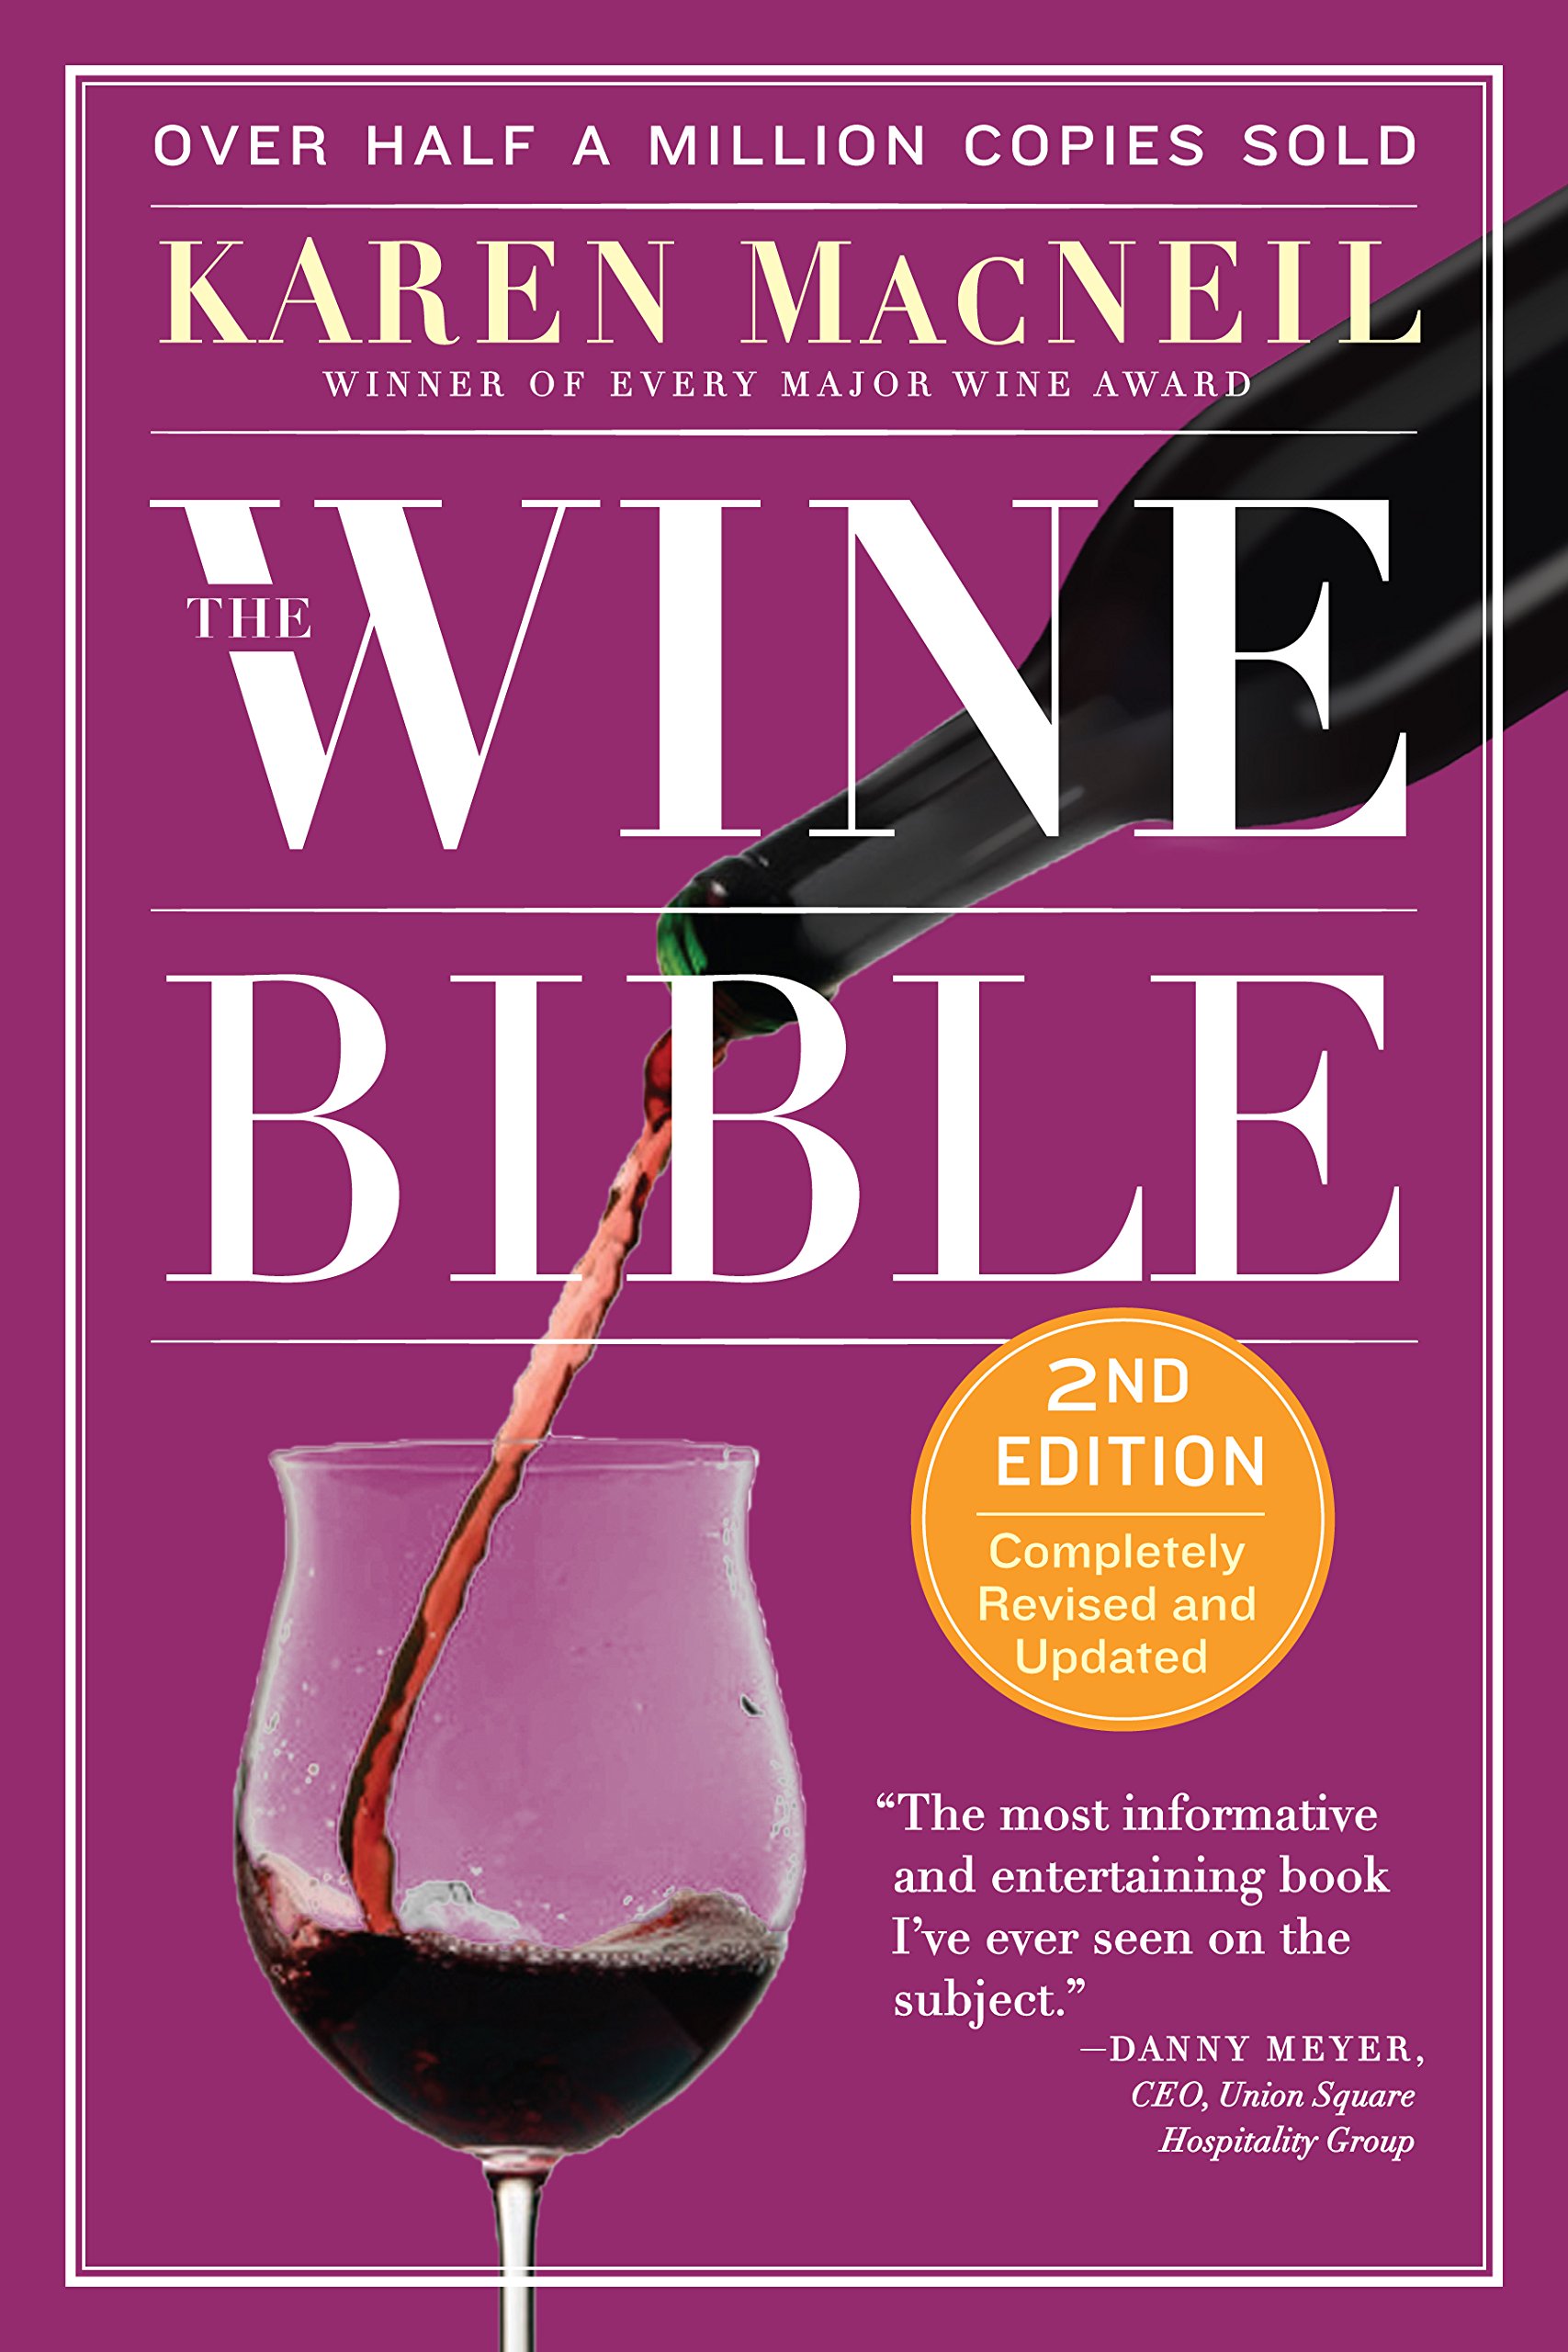 OVER HALF A MILLION COPIES SOLD
KAREN MACNEIL
WINNER OF EVERY MAJOR WINE AWARD
THE
WINE
BIBLE
2ND
EDITION
Completely
Revised and
Updated
“The most informative
and entertaining book
I’ve ever seen on the
subject.”
—DANNY MEYER,
CEO, Union Square
Hospitality Group